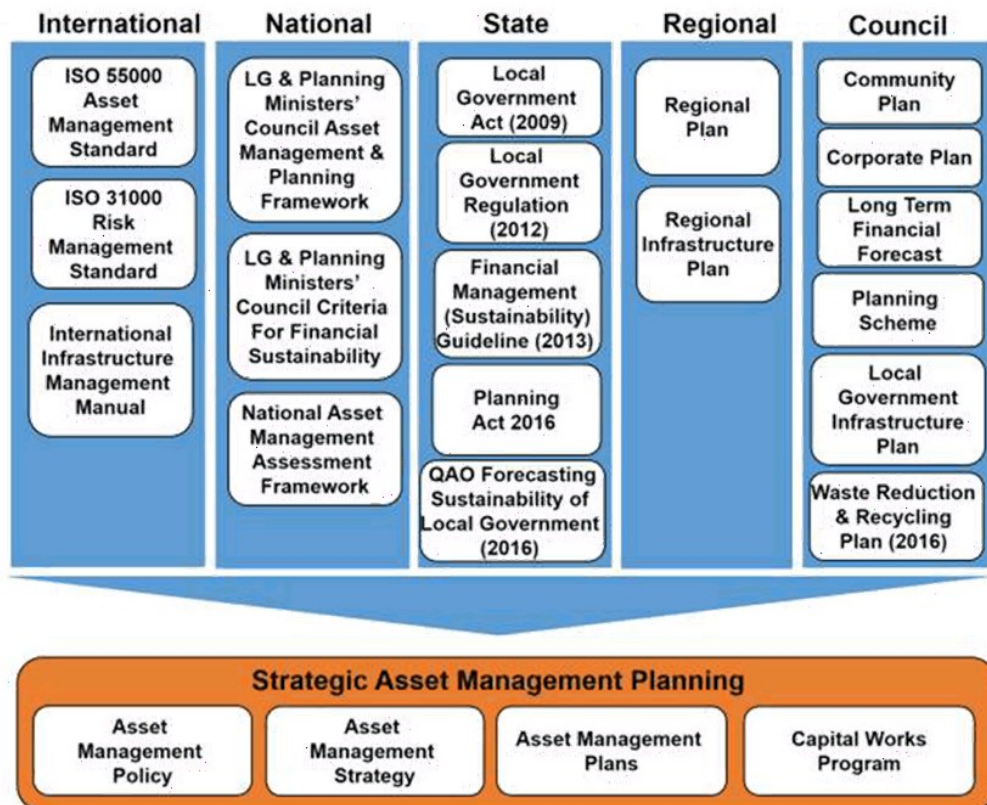 International
ISO 55000
Asset
Management
Standard
ISO 31000
Risk
Management
Standard
International
Infrastructure
Management
Manual
National
LG & Planning
Ministers'
Council Asset
Management &
Planning
Framework
LG & Planning
Ministers'
Council Criteria
For Financial
Sustainability
National Asset
Management
Assessment
Framework
State
Local
Government
Act (2009)
Local
Government
Regulation
(2012)
Financial
Management
(Sustainability)
Guideline (2013)
Planning
Act 2016
QAO Forecasting
Sustainability of
Local Government
(2016)
Regional
Regional
Plan
Regional
Infrastructure
Plan
Council
Community
Plan
Corporate Plan
Long Term
Financial
Forecast
Planning
Scheme
Local
Government
Infrastructure
Plan
Waste Reduction
& Recycling
Plan (2016)
Strategic Asset Management Planning
Asset
Management
Policy
Asset
Management
Strategy
Asset Management
Plans
Capital Works
Program